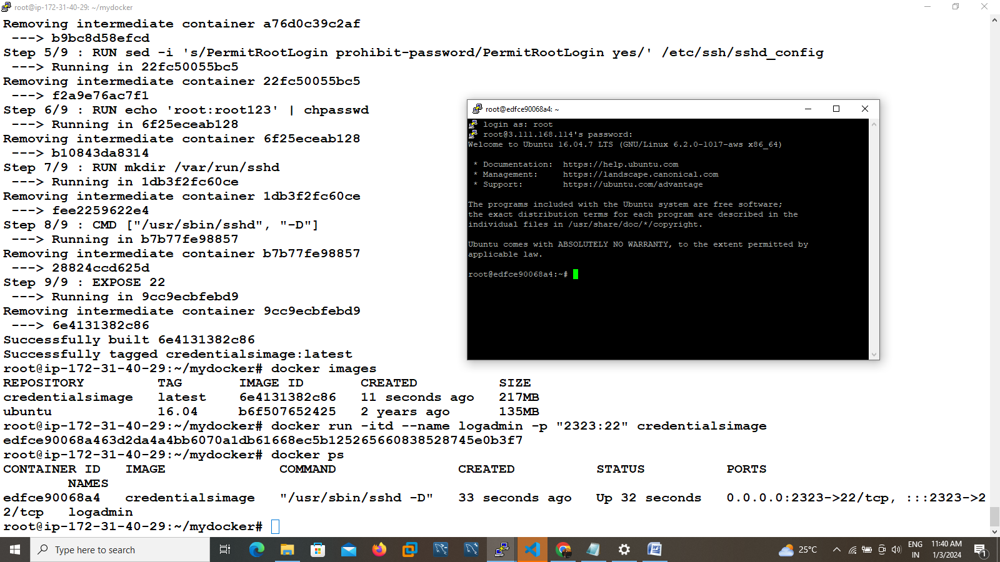 root@ip-172-31-40-29: ~/mydocker
Removing intermediate container a76d0c39c2af
 ---> b9bc8d58efcd
Step 5/9 : RUN sed -i 's/PermitRootLogin prohibit-password/PermitRootLogin yes/' /etc/ssh/sshd_config
 ---> Running in 22fc50055bc5
Removing intermediate container 22fc50055bc5
 ---> f2a9e76ac7f1
Step 6/9 : RUN echo 'root:root123' | chpasswd
 ---> Running in 6f25eceab128
Removing intermediate container 6f25eceab128
 ---> b10843da8314
Step 7/9 : RUN mkdir /var/run/sshd
 ---> Running in 1db3f2fc60ce
Removing intermediate container 1db3f2fc60ce
 ---> fee2259622e4
Step 8/9 : CMD ["/usr/sbin/sshd", "-D"]
 ---> Running in b7b77fe98857
Removing intermediate container b7b77fe98857
 ---> 28824ccd625d
Step 9/9 : EXPOSE 22
 ---> Running in 9cc9ecbfebd9
Removing intermediate container 9cc9ecbfebd9
 ---> 6e4131382c86
Successfully built 6e4131382c86
Successfully tagged credentialsimage:latest
root@ip-172-31-40-29:~/mydocker# docker images
REPOSITORY TAG IMAGE ID CREATED SIZE
credentialsimage latest 6e4131382c86 11 seconds ago 217MB
ubuntu 16.04 b6f507652425 2 years ago 135MB
root@ip-172-31-40-29:~/mydocker# docker run -itd --name logadmin -p "2323:22" credentialsimage
edfce90068a463d2da4a4bb6070a1db61668ec5b125265660838528745e0b3f7
root@ip-172-31-40-29:~/mydocker# docker ps
CONTAINER ID IMAGE COMMAND CREATED STATUS PORTS
NAMES
edfce90068a4 credentialsimage "/usr/sbin/sshd -D" 33 seconds ago Up 32 seconds 0.0.0.0:2323->22/tcp, :::2323->2
2/tcp logadmin
root@ip-172-31-40-29:~/mydocker#
root@edfce90068a4: ~
login as: root
root@3.111.168.114's password:
Welcome to Ubuntu 16.04.7 LTS (GNU/Linux 6.2.0-1017-aws x86_64)
* Documentation: https://help.ubuntu.com
* Management: https://landscape.canonical.com
* Support: https://ubuntu.com/advantage
The programs included with the Ubuntu system are free software;
the exact distribution terms for each program are described in the
individual files in /usr/share/doc/*/copyright.
Ubuntu comes with ABSOLUTELY NO WARRANTY, to the extent permitted by
applicable law.
root@edfce90068a4:~#
Type here to search
25°C
ENG
IN
11:40 AM
1/3/2024
1